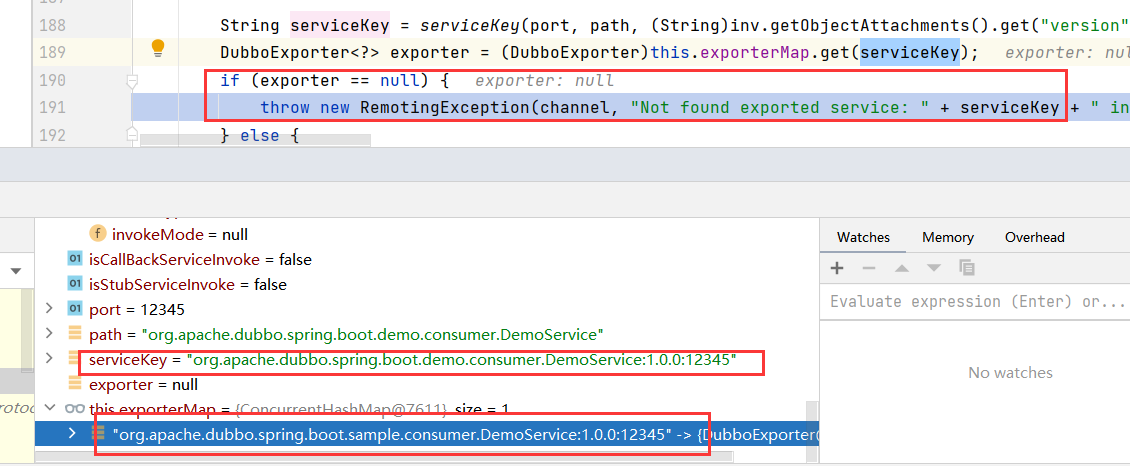 188 String serviceKey = serviceKey(port, path, (String)inv.getObjectAttachments().get("version"
189 DubboExporter<?> exporter = (DubboExporter)this.exporterMap.get(serviceKey); exporter: nul
190 if (exporter == null) { exporter: null
191 throw new RemotingException(channel, "Not found exported service: " + serviceKey + " in
192 } else {
invokeMode = null
isCallBackServiceInvoke = false
isStubServiceInvoke = false
port = 12345
path = "org.apache.dubbo.spring.boot.demo.consumer.DemoService"
serviceKey = "org.apache.dubbo.spring.boot.demo.consumer.DemoService:1.0.0:12345"
exporter = null
rotoc
this.exporterMap = {ConcurrentHashMap@7611} size = 1
"org.apache.dubbo.spring.boot.sample.consumer.DemoService:1.0.0:12345" -> {DubboExporter@
Watches Memory Overhead
Evaluate expression (Enter) or...
No watches